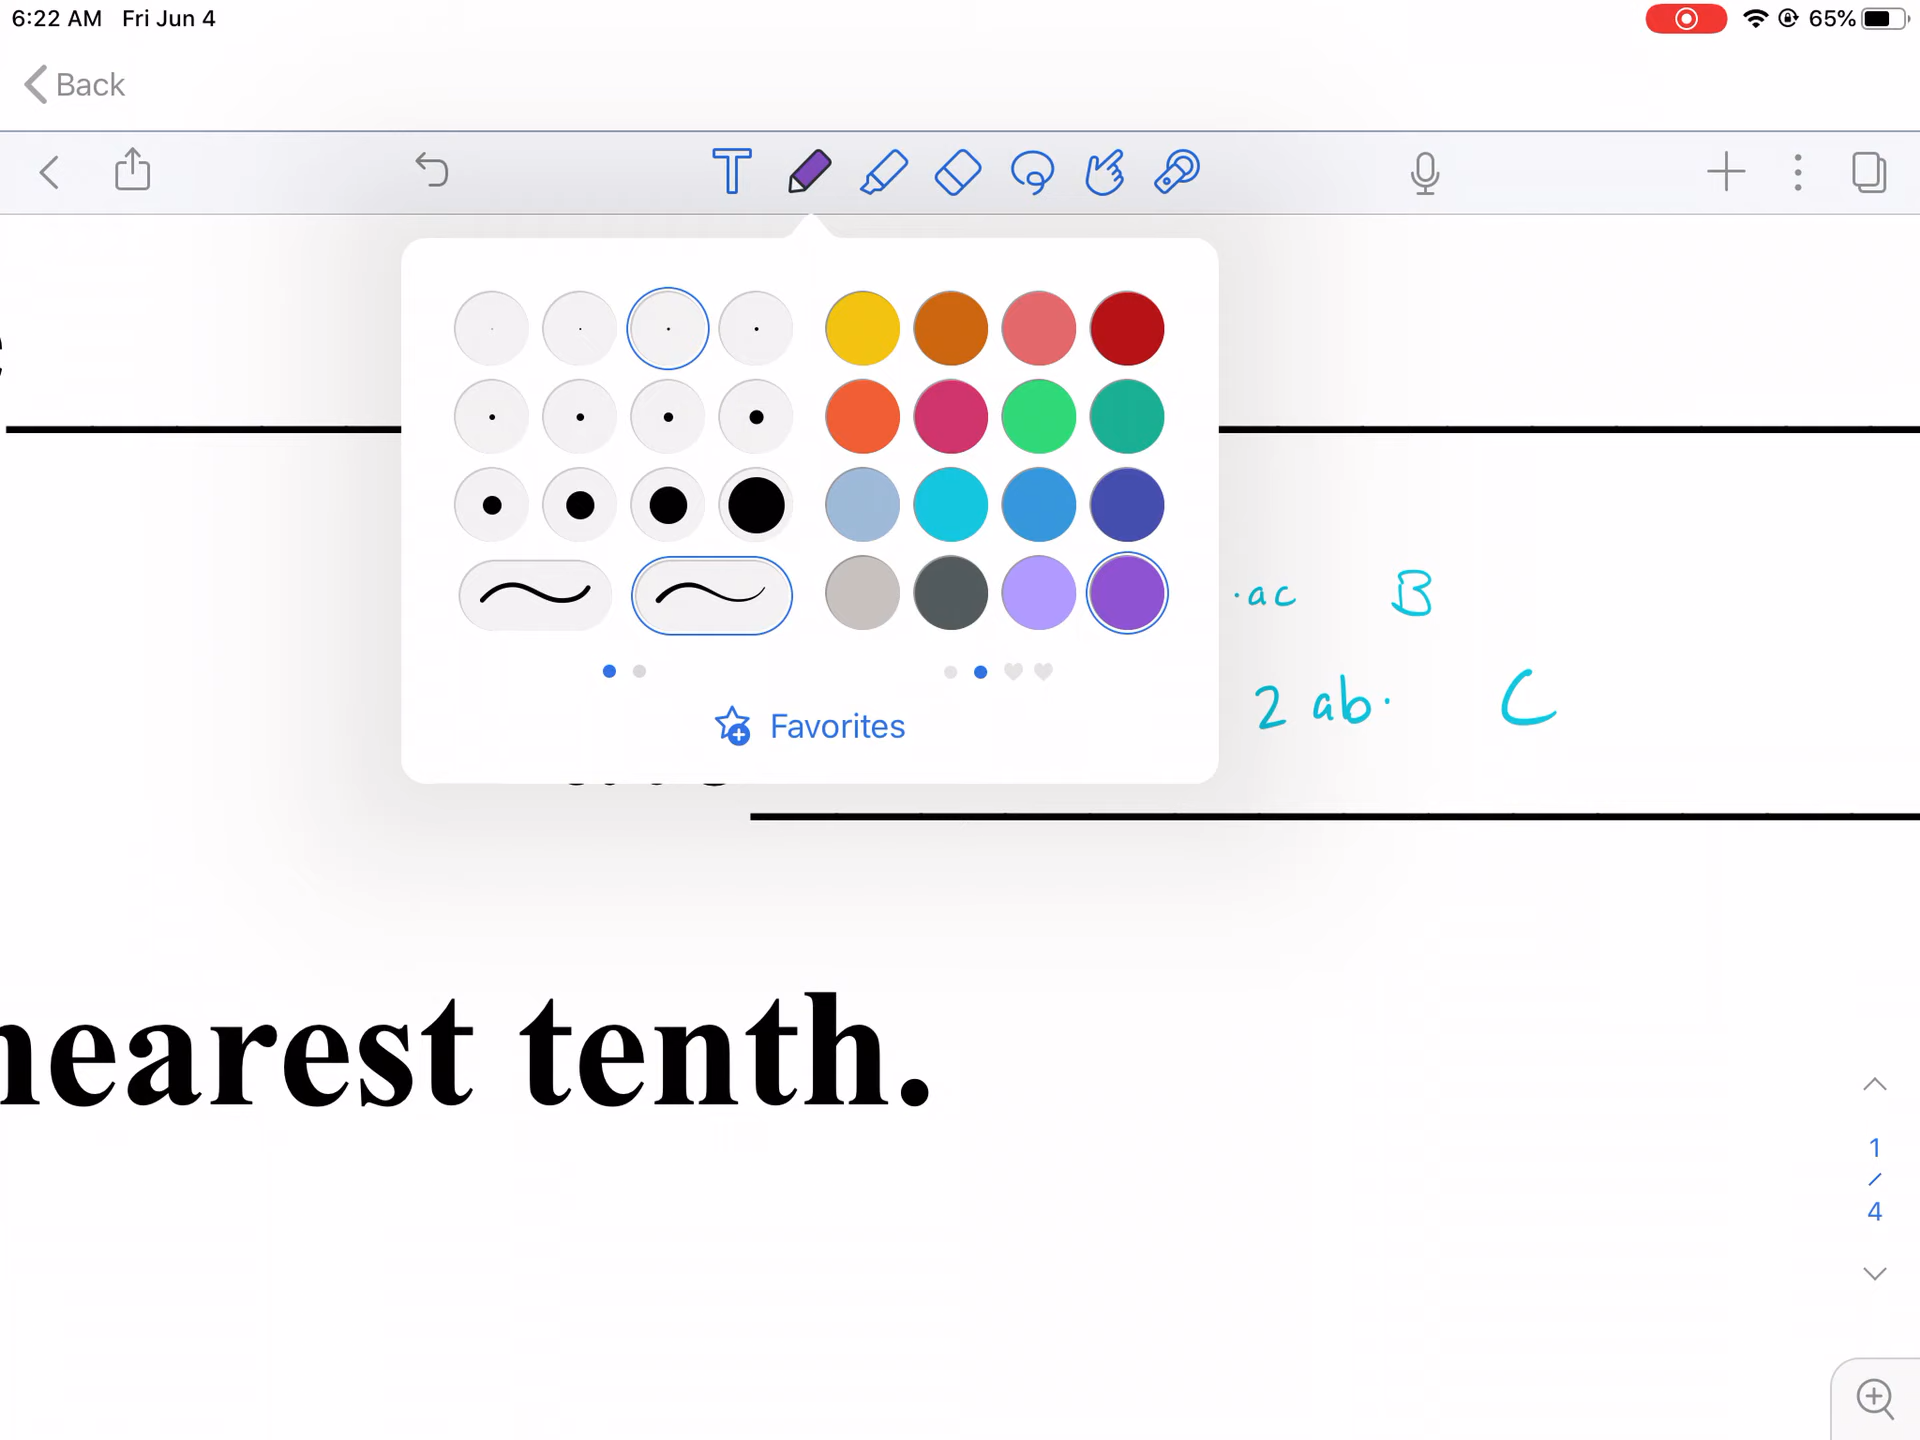 6:22 AM Fri Jun 4
65%
Back
T
·ac B
2 ab· C
Favorites
nearest tenth.
1
/
4